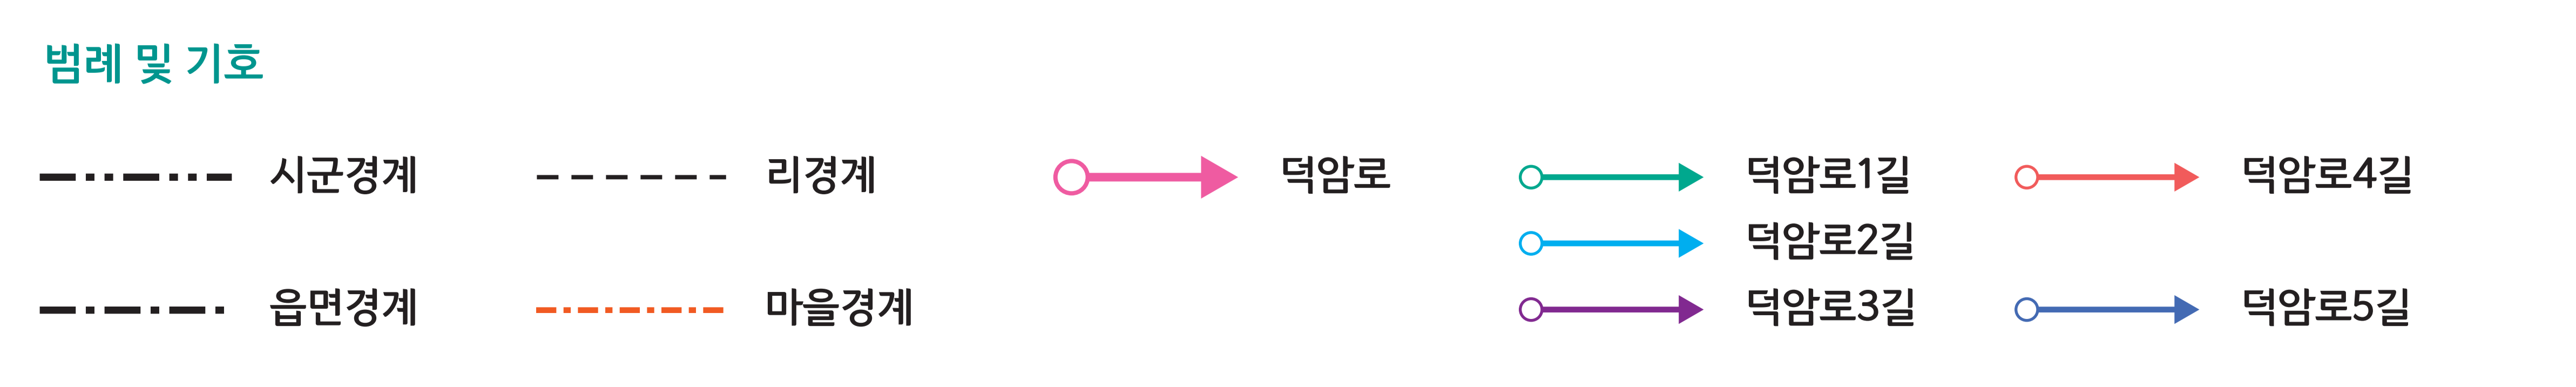 범례 및 기호
시군경계 리경계 덕암로 덕암로1길 덕암로4길
덕암로2길
읍면경계 마을경계 덕암로3길 덕암로5길